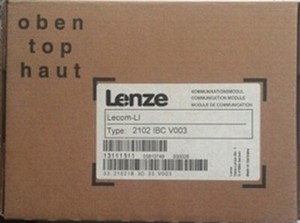 oben
top
haut
Lenze
KOMMUNIKATIONSMODUL
COMMUNICATION MODULE
MODULE DE COMMUNICATION
Lecom-LI
Type: 2102 IBC V003
13111311